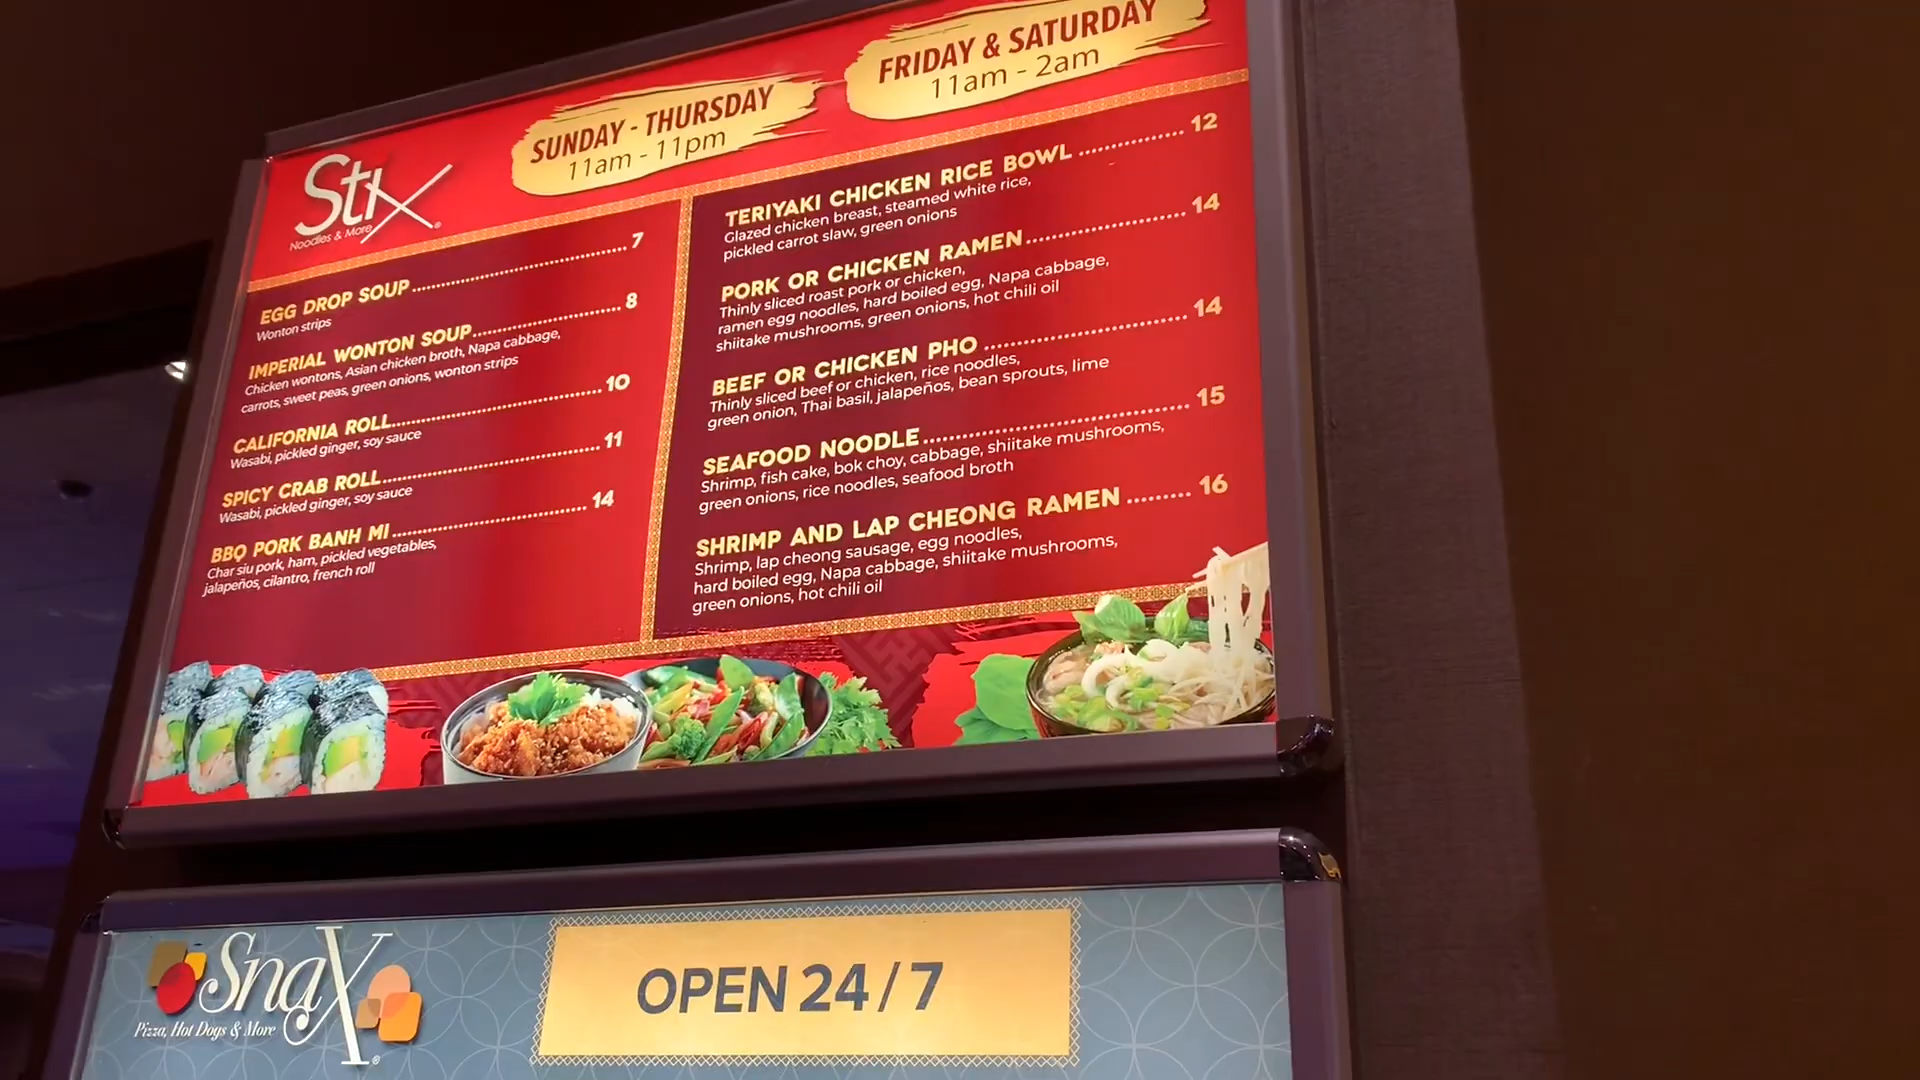 Stix
Noodles & More
SUNDAY - THURSDAY
11am - 11pm
FRIDAY & SATURDAY
11am - 2am
EGG DROP SOUP 7
Wonton strips
IMPERIAL WONTON SOUP 8
Chicken wontons, Asian chicken broth, Napa cabbage,
carrots, sweet peas, green onions, wonton strips
CALIFORNIA ROLL 10
Wasabi, pickled ginger, soy sauce
SPICY CRAB ROLL 11
Wasabi, pickled ginger, soy sauce
BBQ PORK BANH MI 14
Char siu pork, ham, pickled vegetables,
jalapeños, cilantro, french roll
TERIYAKI CHICKEN RICE BOWL 12
Glazed chicken breast, steamed white rice,
pickled carrot slaw, green onions
PORK OR CHICKEN RAMEN 14
Thinly sliced roast pork or chicken,
ramen egg noodles, hard boiled egg, Napa cabbage,
shiitake mushrooms, green onions, hot chili oil
BEEF OR CHICKEN PHO 14
Thinly sliced beef or chicken, rice noodles,
green onion, Thai basil, jalapeños, bean sprouts, lime
SEAFOOD NOODLE 15
Shrimp, fish cake, bok choy, cabbage, shiitake mushrooms,
green onions, rice noodles, seafood broth
SHRIMP AND LAP CHEONG RAMEN 16
Shrimp, lap cheong sausage, egg noodles,
hard boiled egg, Napa cabbage, shiitake mushrooms,
green onions, hot chili oil
SnaX
Pizza, Hot Dogs & More
OPEN 24/7